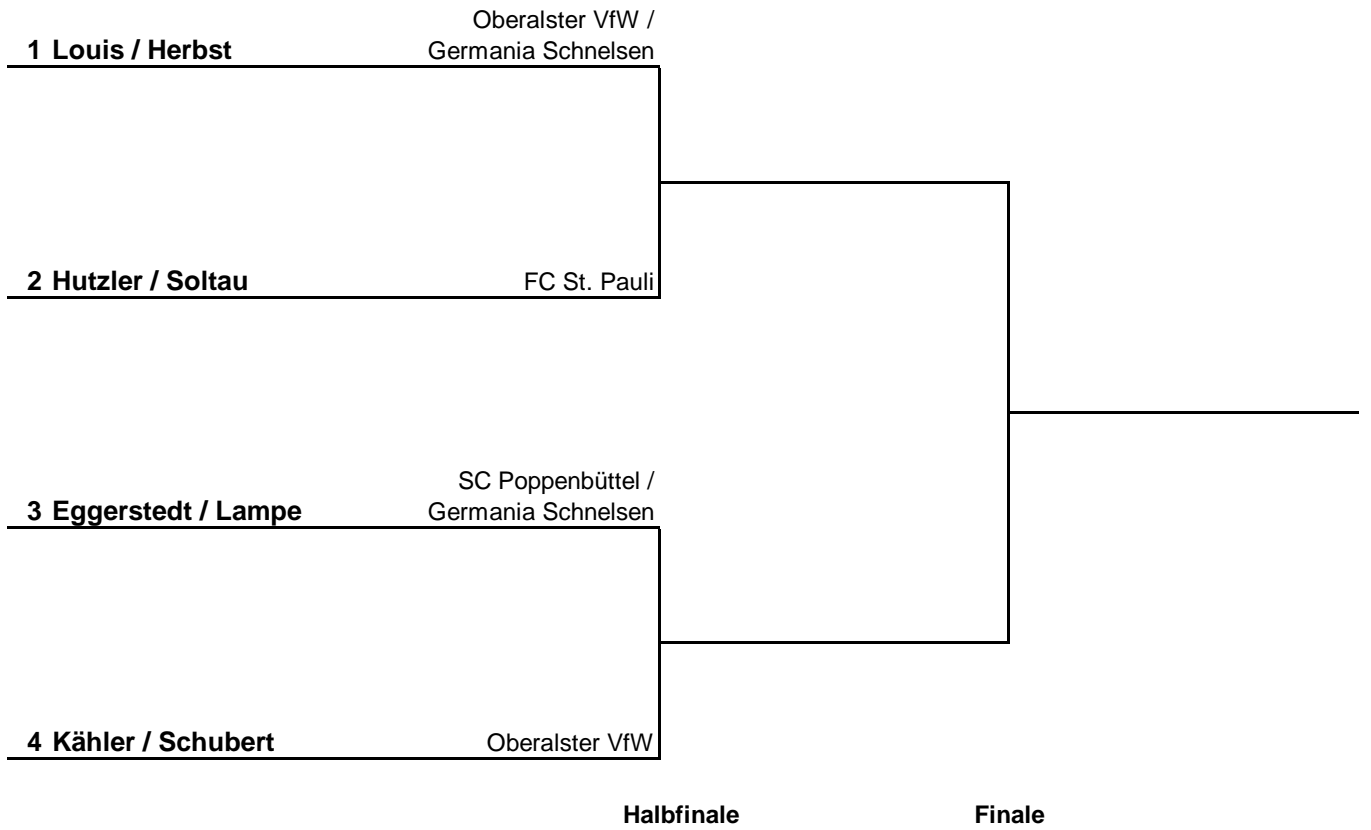 Oberalster VfW /
1 Louis / Herbst Germania Schnelsen
2 Hutzler / Soltau FC St. Pauli
SC Poppenbüttel /
3 Eggerstedt / Lampe Germania Schnelsen
4 Kähler / Schubert Oberalster VfW
Halbfinale Finale